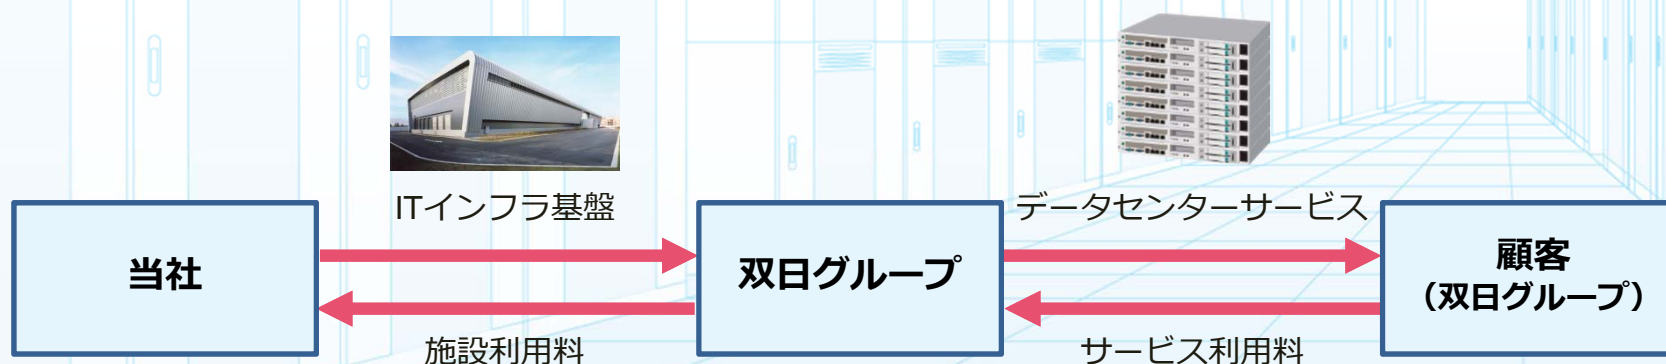 ITインフラ基盤
データセンターサービス
当社
双日グループ
顧客
（双日グループ）
施設利用料
サービス利用料